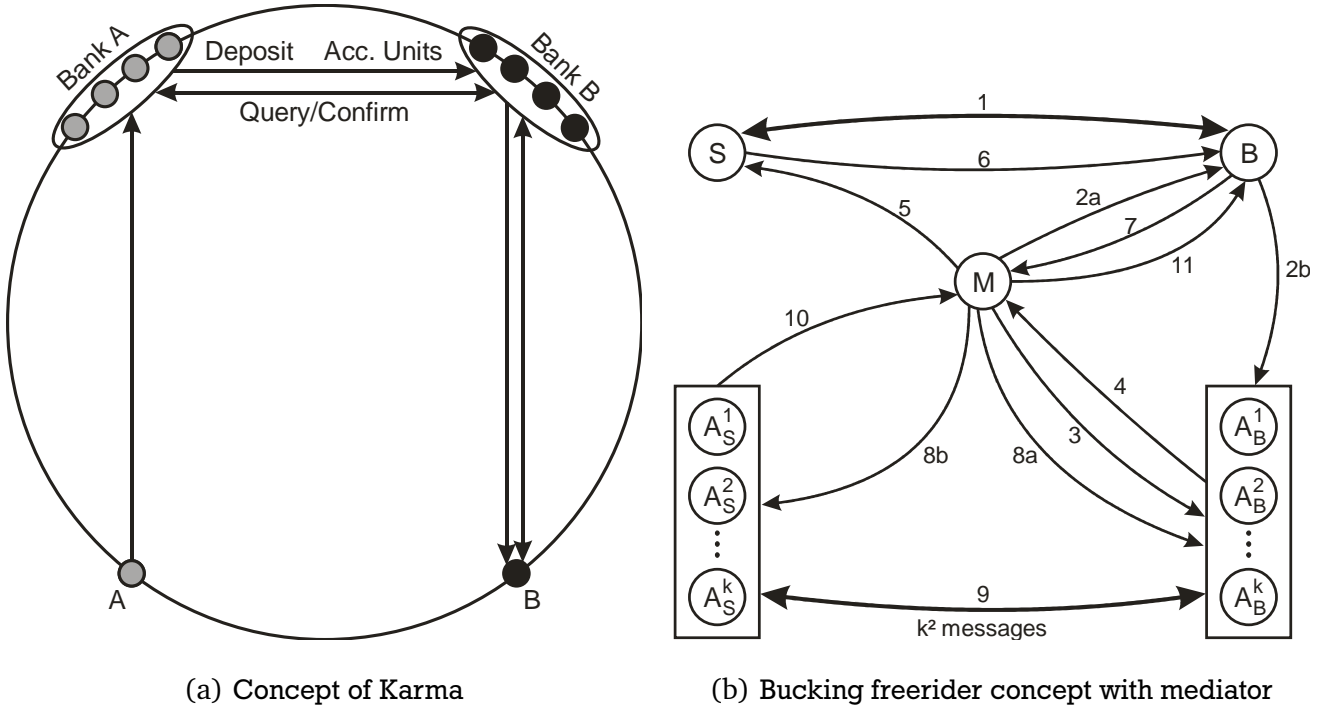 Bank A
Deposit Acc. Units
Query/Confirm
Bank B
A
B
(a) Concept of Karma
1
S
B
6
5
2a
7
11
2b
M
10
4
3
8b
8a
A_S^1
A_S^2
⋮
A_S^k
A_B^1
A_B^2
⋮
A_B^k
9
k² messages
(b) Bucking freerider concept with mediator